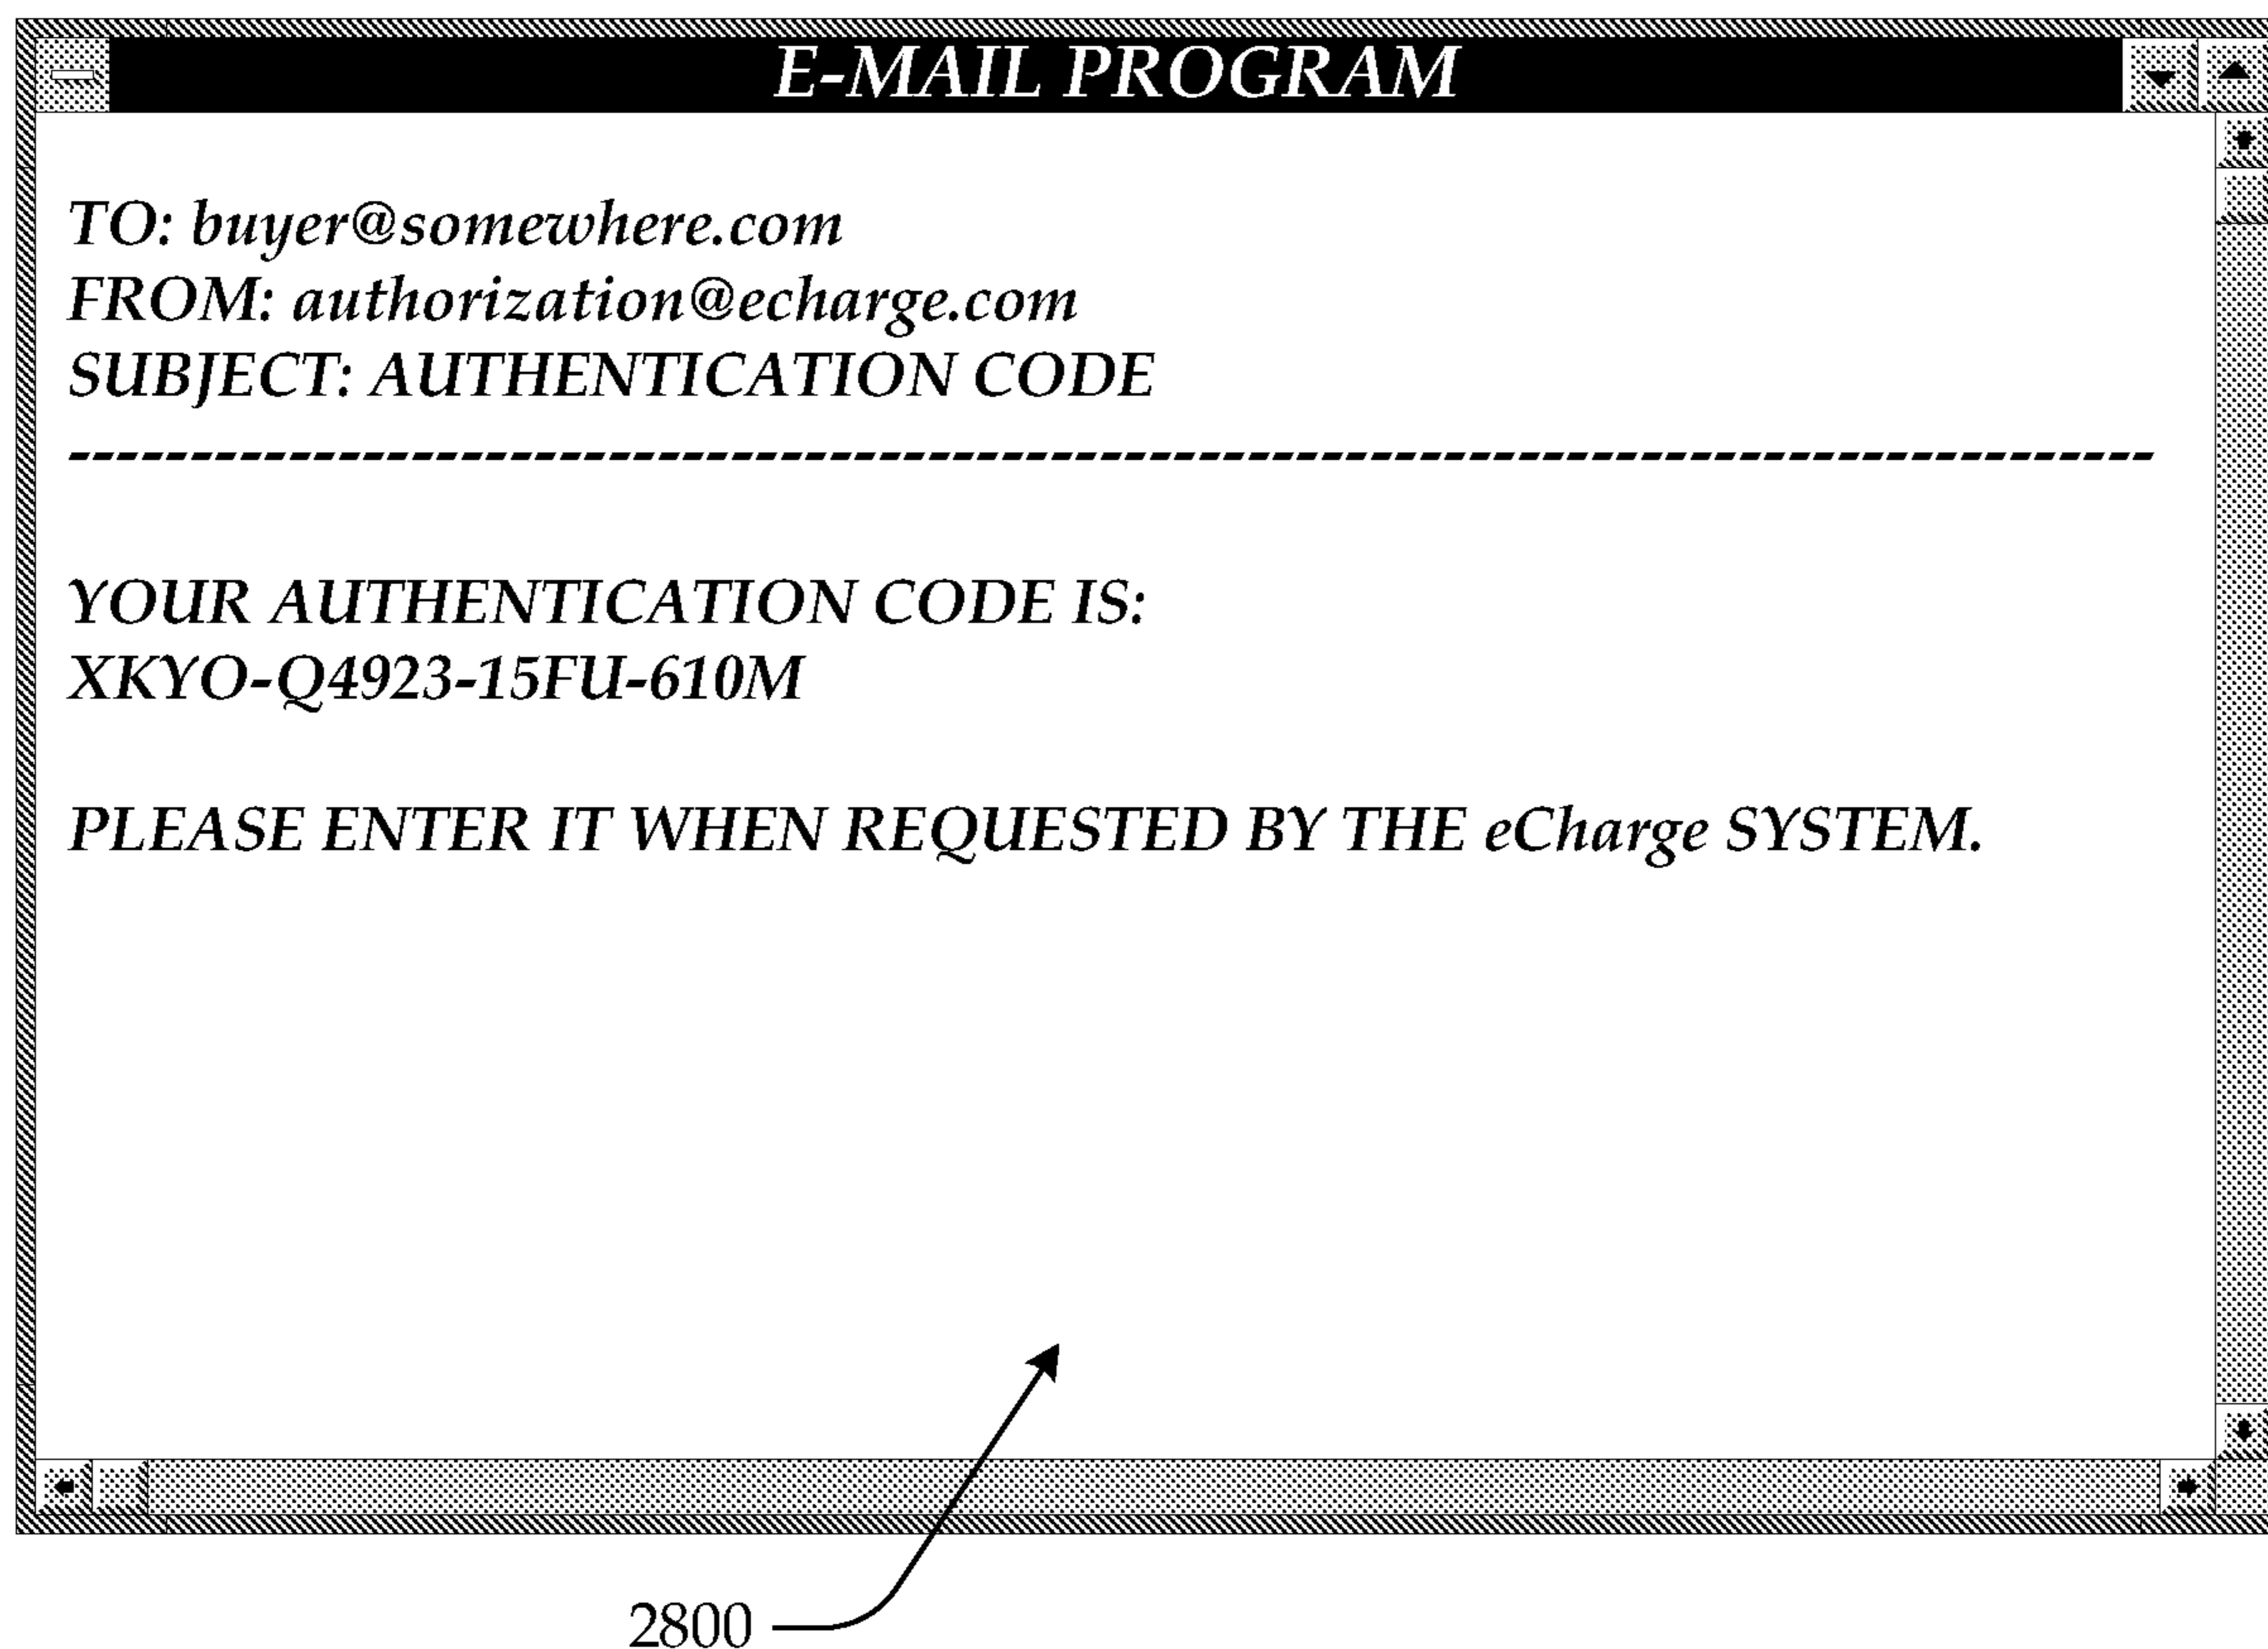 E-MAIL PROGRAM
TO: buyer@somewhere.com
FROM: authorization@echarge.com
SUBJECT: AUTHENTICATION CODE
--------------------------------------------------------------------------------------
YOUR AUTHENTICATION CODE IS:
XKYO-Q4923-15FU-610M
PLEASE ENTER IT WHEN REQUESTED BY THE eCharge SYSTEM.
2800